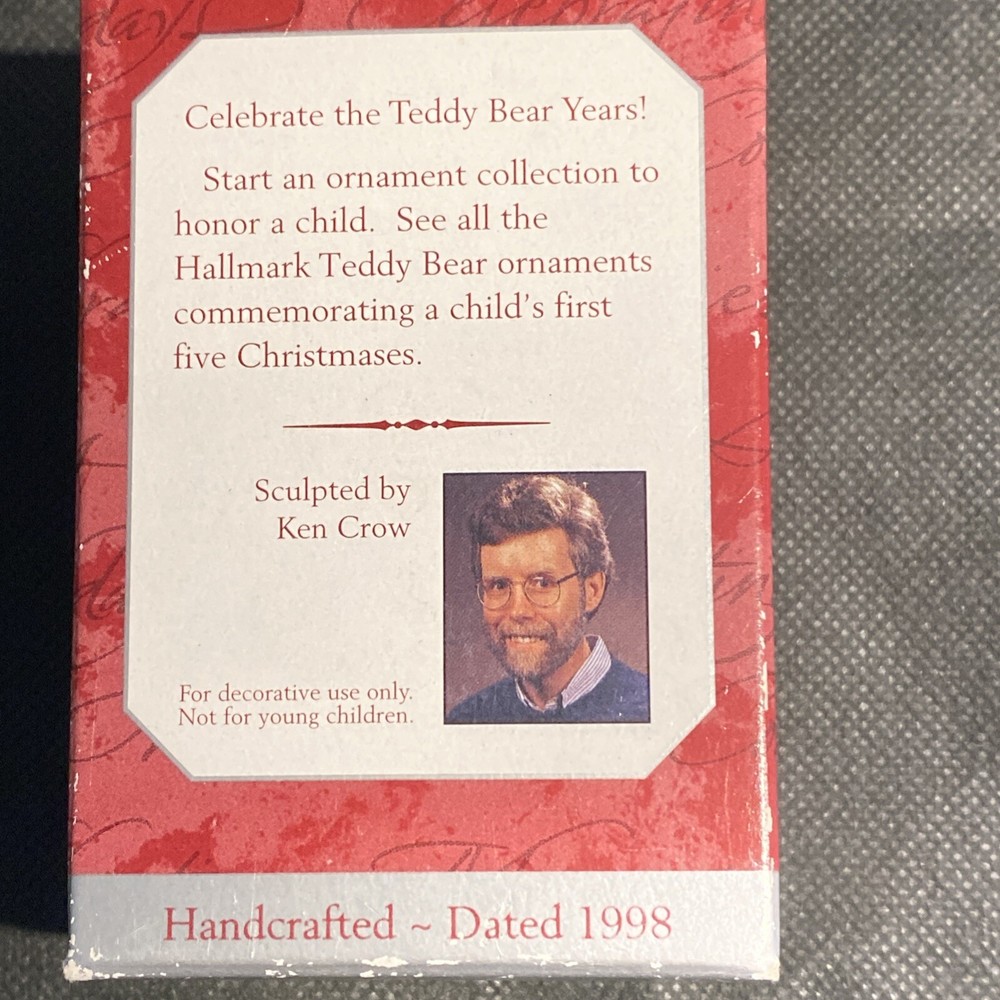 Celebrate the Teddy Bear Years!
Start an ornament collection to
honor a child. See all the
Hallmark Teddy Bear ornaments
commemorating a child's first
five Christmases.
Sculpted by
Ken Crow
For decorative use only.
Not for young children.
Handcrafted ~ Dated 1998